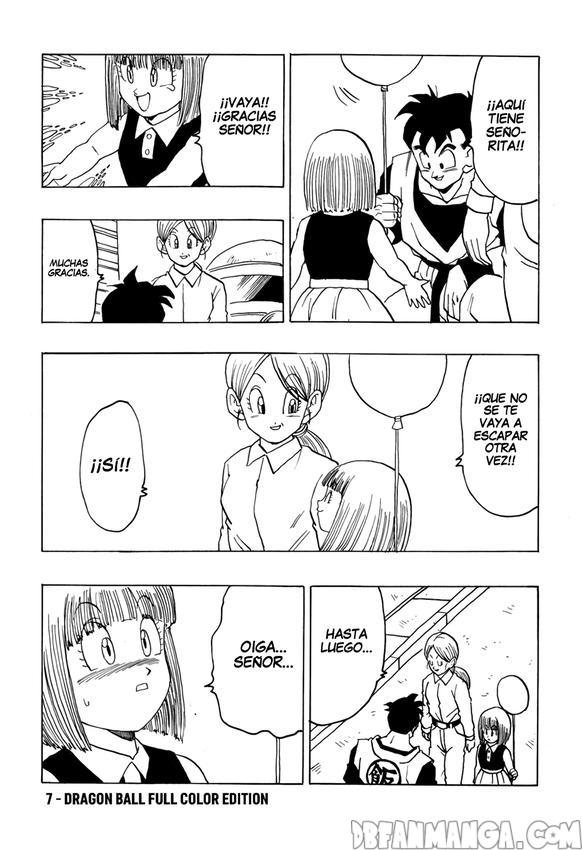 ¡¡AQUÍ
TIENE
SEÑO-
RITA!!
¡¡VAYA!!
¡¡GRACIAS
SEÑOR!!
MUCHAS
GRACIAS.
¡¡QUE NO
SE TE
VAYA A
ESCAPAR
OTRA
VEZ!!
¡¡SÍ!!
HASTA
LUEGO...
飯
OIGA...
SEÑOR...
7 - DRAGON BALL FULL COLOR EDITION
DBFANMANGA.COM